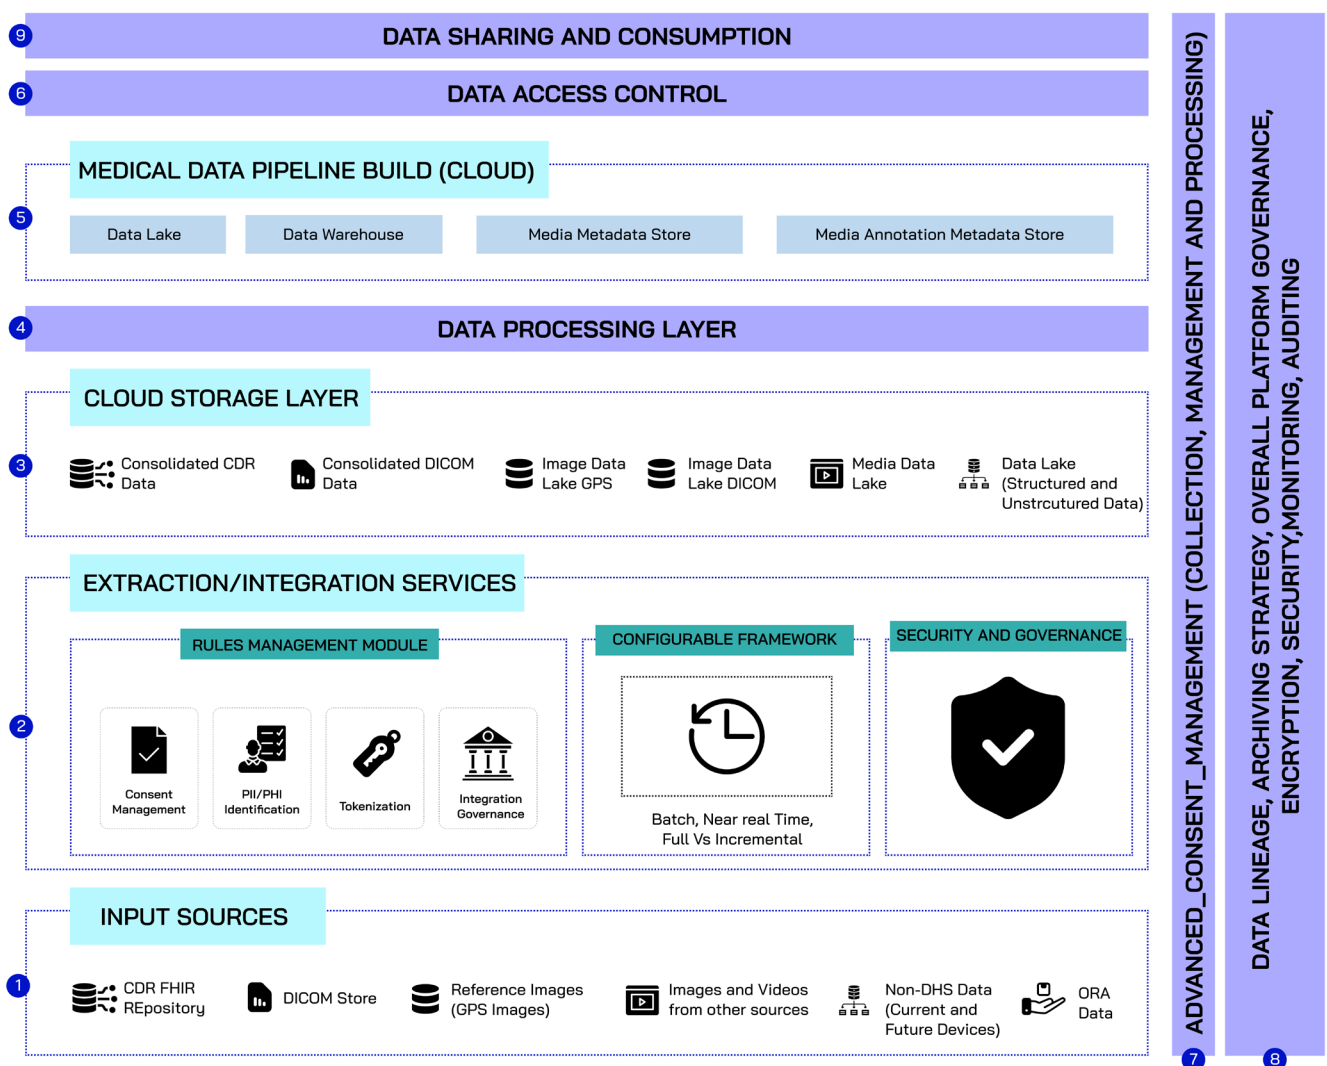 9
DATA SHARING AND CONSUMPTION
6
DATA ACCESS CONTROL
MEDICAL DATA PIPELINE BUILD (CLOUD)
5
Data Lake
Data Warehouse
Media Metadata Store
Media Annotation Metadata Store
4
DATA PROCESSING LAYER
CLOUD STORAGE LAYER
3
Consolidated CDR
Data
Consolidated DICOM
Data
Image Data
Lake GPS
Image Data
Lake DICOM
Media Data
Lake
Data Lake
(Structured and
Unstrcutured Data)
EXTRACTION/INTEGRATION SERVICES
2
RULES MANAGEMENT MODULE
Consent
Management
PII/PHI
Identification
Tokenization
Integration
Governance
CONFIGURABLE FRAMEWORK
Batch, Near real Time,
Full Vs Incremental
SECURITY AND GOVERNANCE
INPUT SOURCES
1
CDR FHIR
REpository
DICOM Store
Reference Images
(GPS Images)
Images and Videos
from other sources
Non-DHS Data
(Current and
Future Devices)
ORA
Data
ADVANCED_CONSENT_MANAGEMENT (COLLECTION, MANAGEMENT AND PROCESSING)
7
DATA LINEAGE, ARCHIVING STRATEGY, OVERALL PLATFORM GOVERNANCE,
ENCRYPTION, SECURITY,MONITORING, AUDITING
8